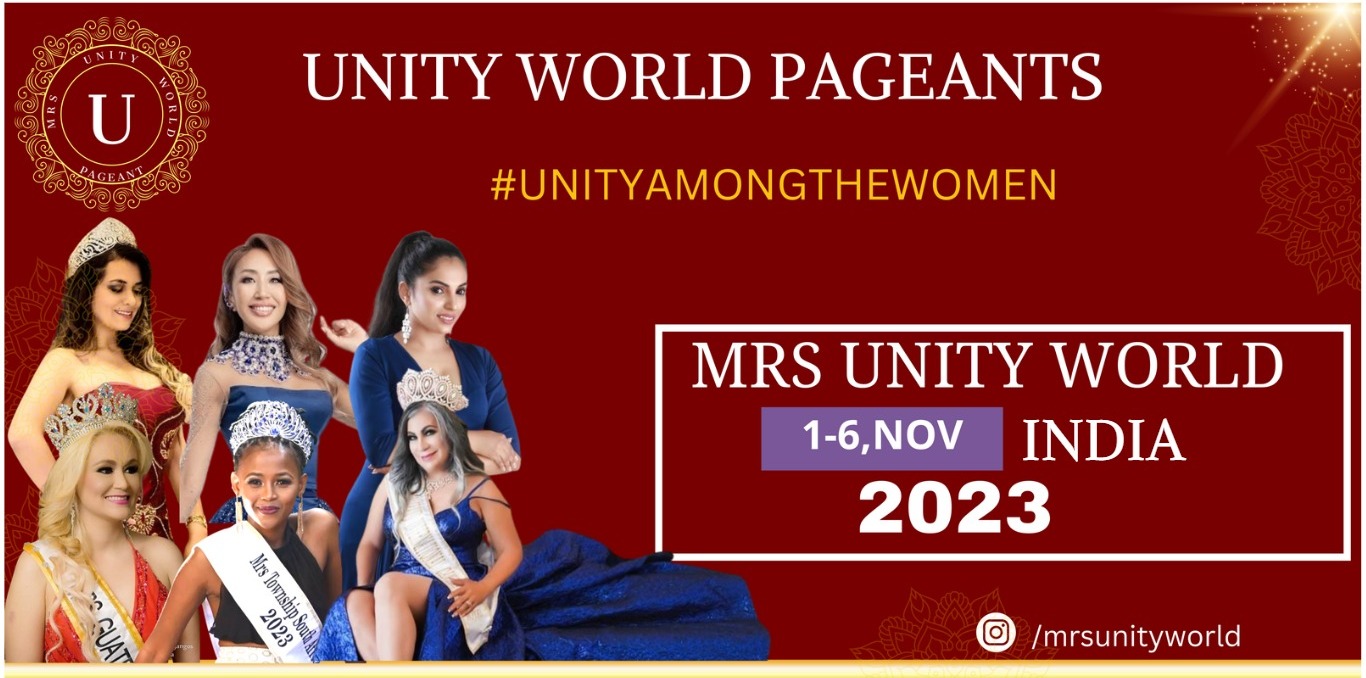 MRS UNITY WORLD
U
PAGEANT
UNITY WORLD PAGEANTS
#UNITYAMONGTHEWOMEN
MRS UNITY WORLD
1-6,NOV INDIA
2023
Mrs Township
2023
/mrsunityworld